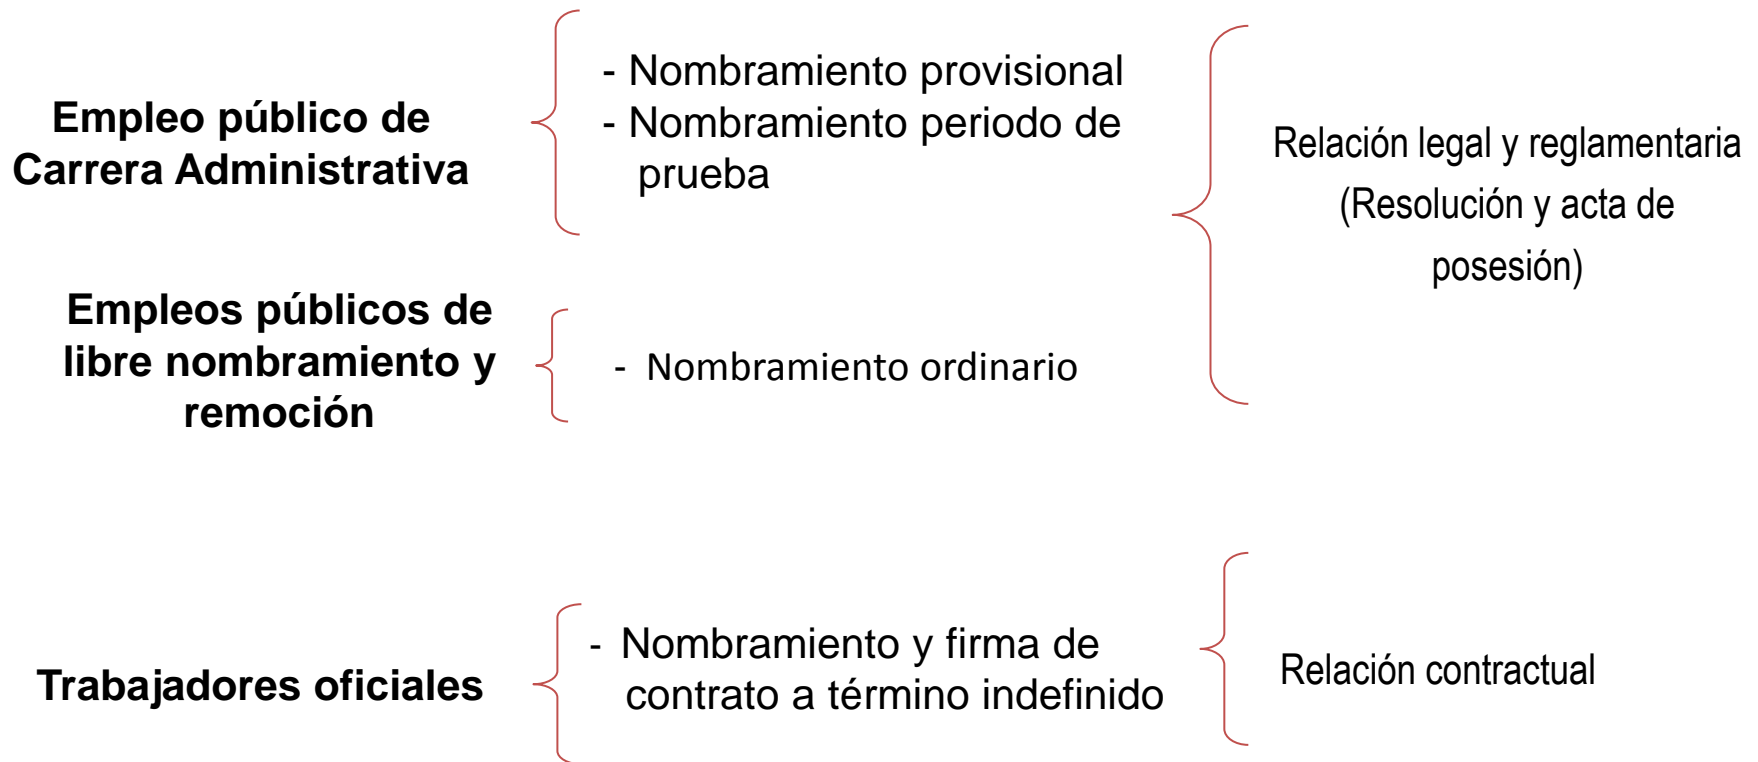 Empleo público de
Carrera Administrativa
- Nombramiento provisional
- Nombramiento periodo de
prueba
Relación legal y reglamentaria
(Resolución y acta de
posesión)
Empleos públicos de
libre nombramiento y
remoción
- Nombramiento ordinario
Trabajadores oficiales
- Nombramiento y firma de
contrato a término indefinido
Relación contractual